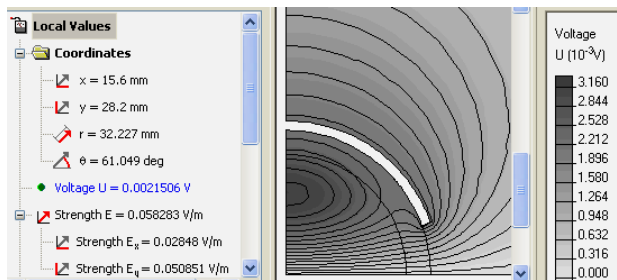 Local Values
Coordinates
x = 15.6 mm
y = 28.2 mm
r = 32.227 mm
θ = 61.049 deg
Voltage U = 0.0021506 V
Strength E = 0.058283 V/m
Strength Ex = 0.02848 V/m
Strength Ey = 0.050851 V/m
Voltage
U (10⁻³V)
3.160
2.844
2.528
2.212
1.896
1.580
1.264
0.948
0.632
0.316
0.000